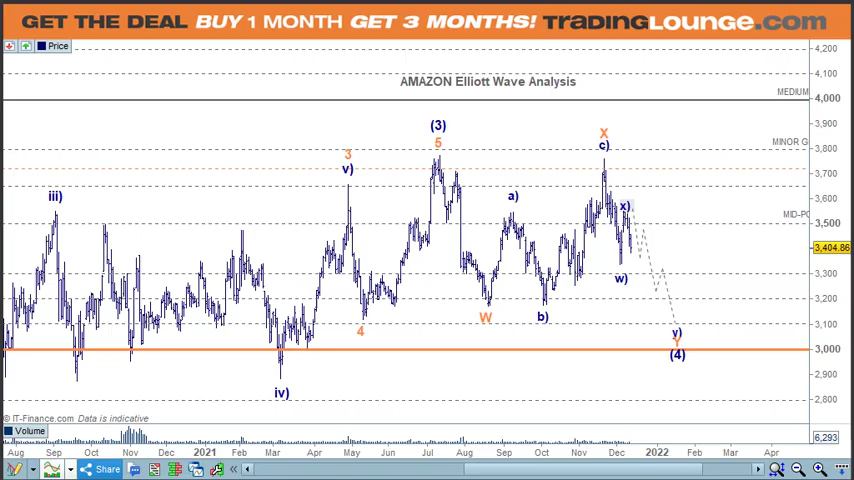 GET THE DEAL BUY 1 MONTH GET 3 MONTHS! TRADINGLOUNGE.com
Price
4,200
4,100
AMAZON Elliott Wave Analysis
MEDIUM
4,000
3,900
(3)
X
5
c)
MINOR G
3,800
3
v)
3,700
iii)
a)
x)
3,600
MID-PO
3,500
3,404.86
3,300
w)
3,200
W
b)
4
3,100
y)
Y
(4)
3,000
2,900
iv)
2,800
© IT-Finance.com Data is indicative
Volume
6,293
Aug Sep Oct Nov Dec 2021 Feb Mar Apr May Jun Jul Aug Sep Oct Nov Dec 2022 Feb Mar Apr
Share